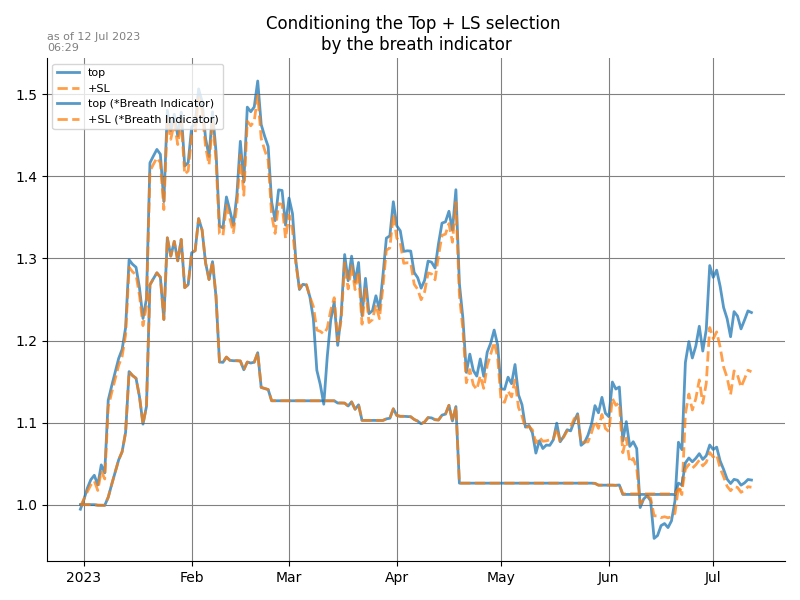 Conditioning the Top + LS selection
by the breath indicator
as of 12 Jul 2023
06:29
top
+SL
top (*Breath Indicator)
+SL (*Breath Indicator)
1.5
1.4
1.3
1.2
1.1
1.0
2023 Feb Mar Apr May Jun Jul